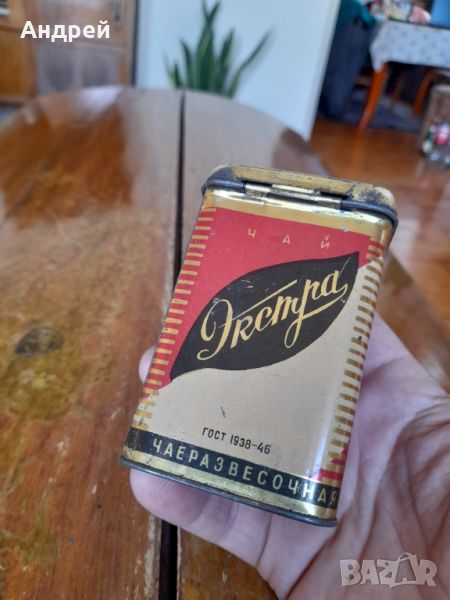 Андрей
ЧАЙ
Экстра
ГОСТ 1938-46
ЧАЕРАЗВЕСОЧНАЯ
BAZAR